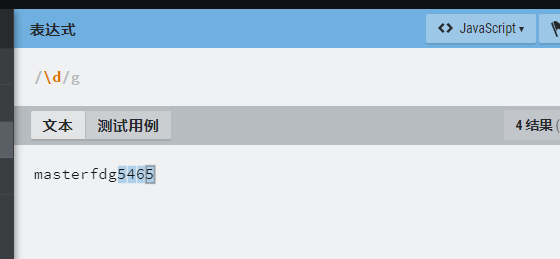 表达式
<> JavaScript ▾
/\d/g
文本 测试用例
4 结果 (
masterfdg5465